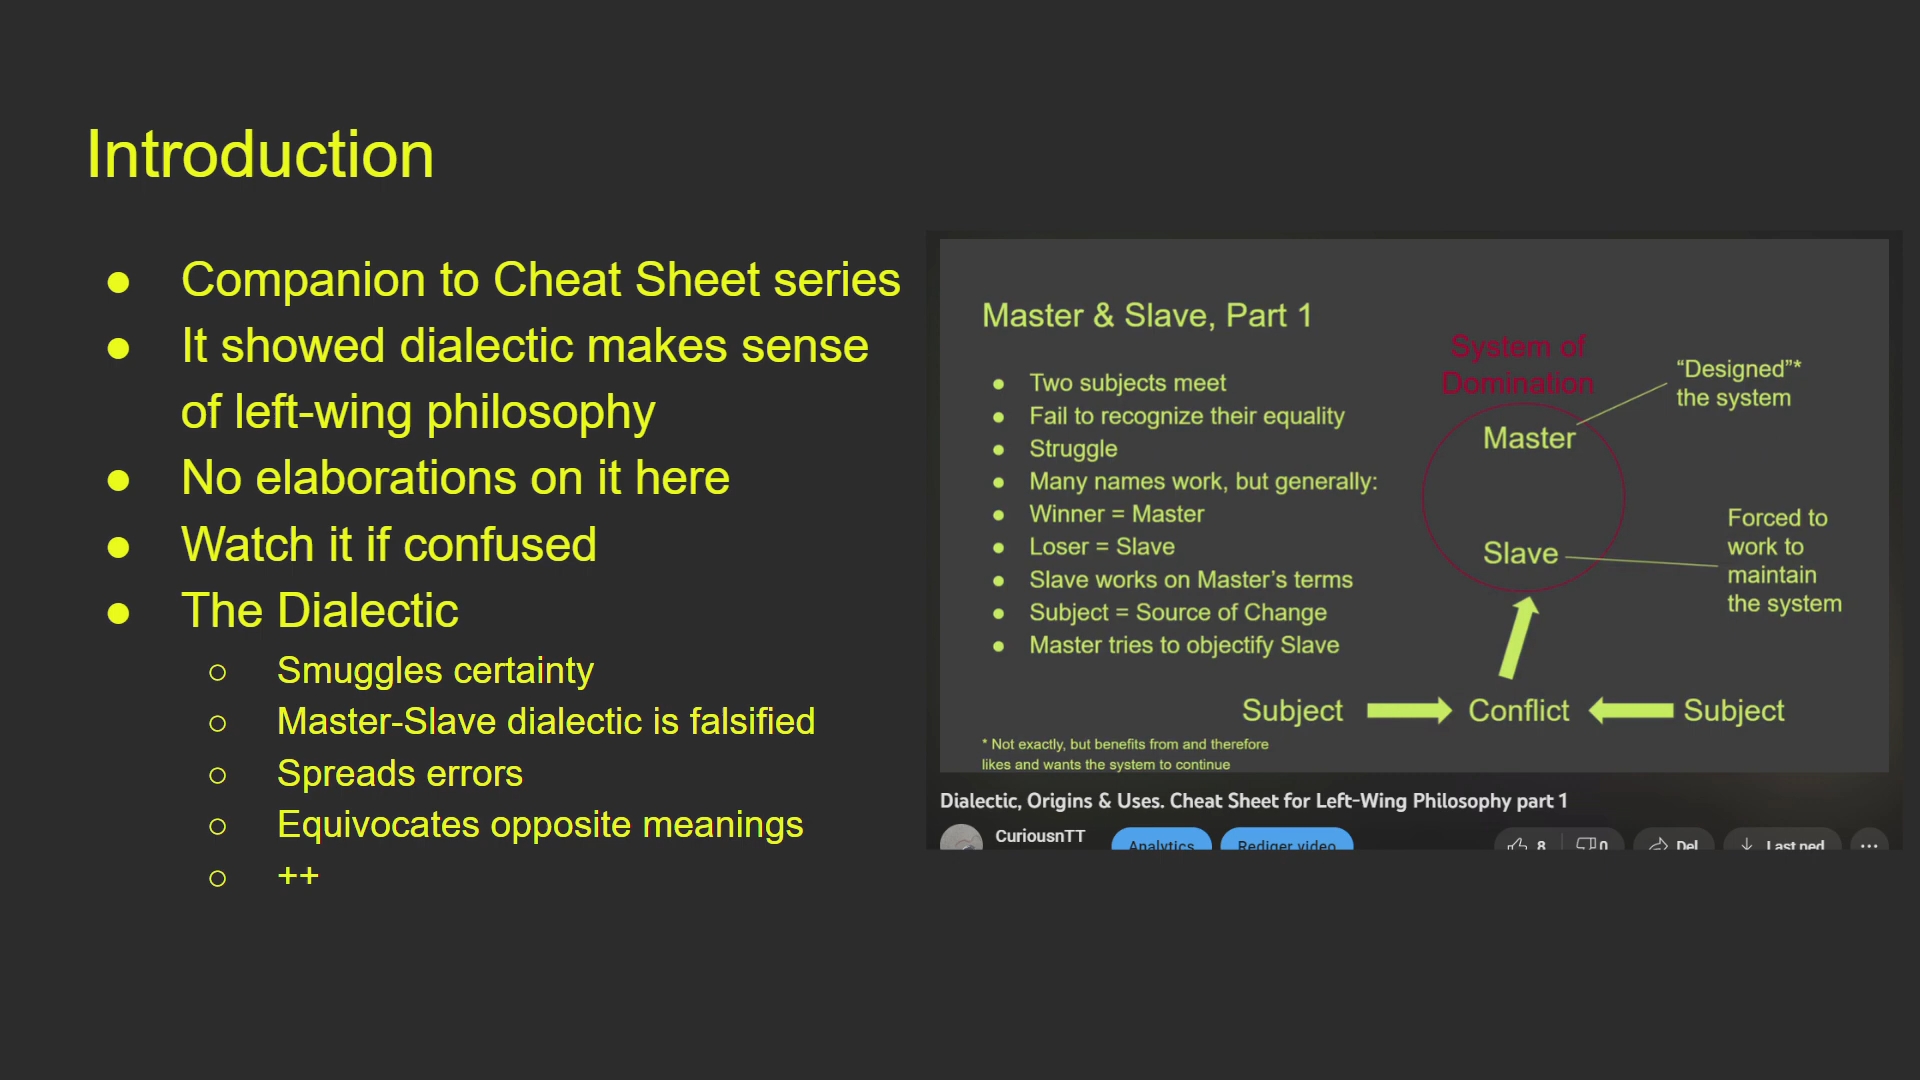 Introduction
● Companion to Cheat Sheet series
● It showed dialectic makes sense
of left-wing philosophy
● No elaborations on it here
● Watch it if confused
● The Dialectic
○ Smuggles certainty
○ Master-Slave dialectic is falsified
○ Spreads errors
○ Equivocates opposite meanings
○ ++
Master & Slave, Part 1
● Two subjects meet
● Fail to recognize their equality
● Struggle
● Many names work, but generally:
● Winner = Master
● Loser = Slave
● Slave works on Master’s terms
● Subject = Source of Change
● Master tries to objectify Slave
System of
Domination
“Designed”*
the system
Master
Slave
Forced to
work to
maintain
the system
Subject Conflict Subject
* Not exactly, but benefits from and therefore
likes and wants the system to continue
Dialectic, Origins & Uses. Cheat Sheet for Left-Wing Philosophy part 1
CuriousnTT
Analytics Rediger video 8 0 Del Last ned ...